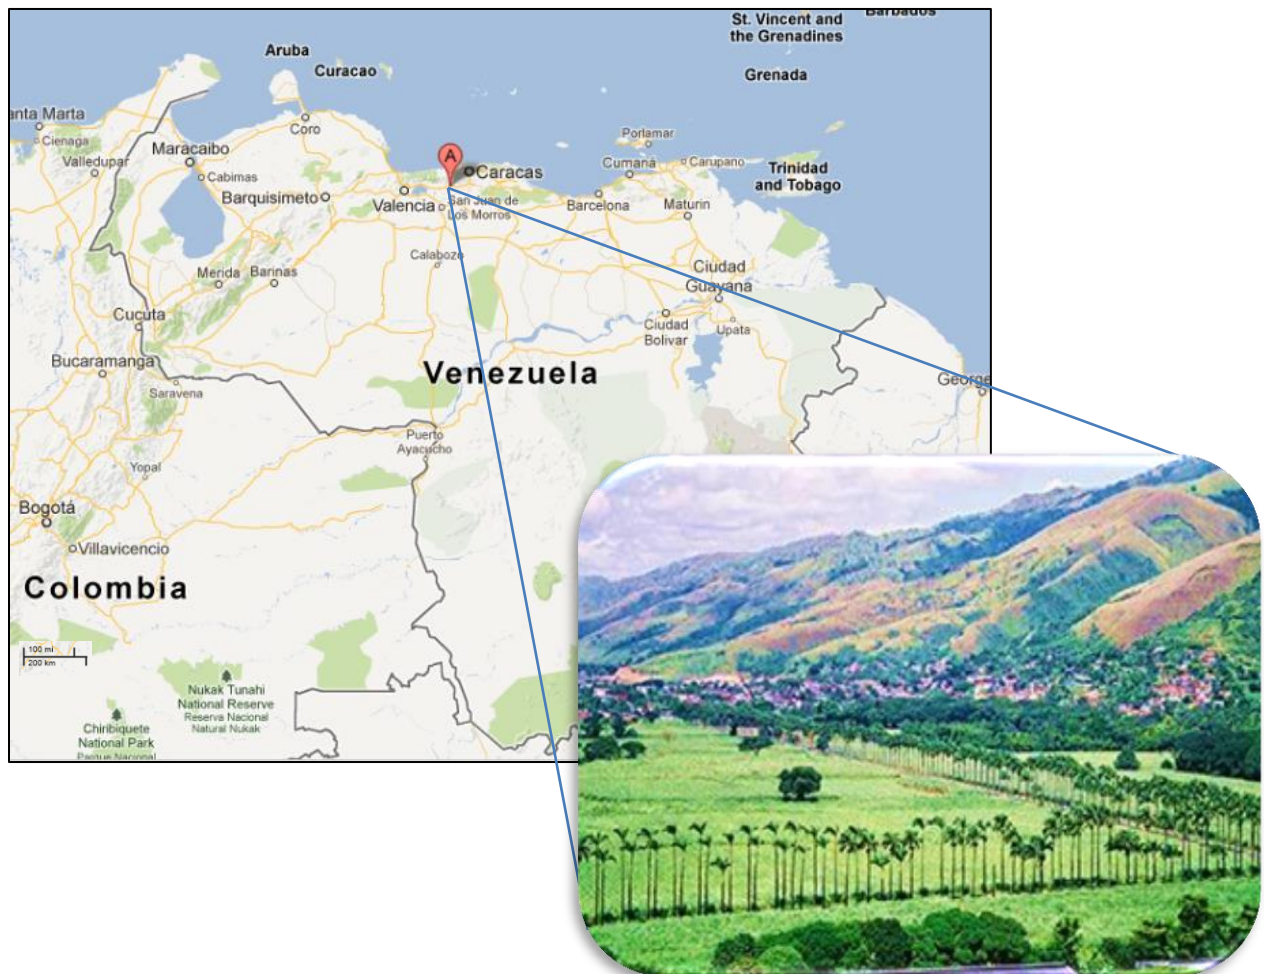 Barbados
St. Vincent and
the Grenadines
Aruba
Curacao
Grenada
anta Marta
Cienaga
Coro
Porlamar
Valledupar
Maracaibo
Cabimas
A
Caracas
Cumaná
Carupano
Trinidad
and Tobago
Barquisimeto
Valencia
San Juan de
Los Morros
Barcelona
Maturin
Calabozo
Merida
Barinas
Ciudad
Guayana
Cucuta
Ciudad
Bolivar
Upata
Bucaramanga
Venezuela
George
Saravena
Puerto
Ayacucho
Yopal
Bogotá
Villavicencio
Colombia
100 mi
200 km
Nukak Tunahi
National Reserve
Reserva Nacional
Natural Nukak
Chiribiquete
National Park
Parque Nacional